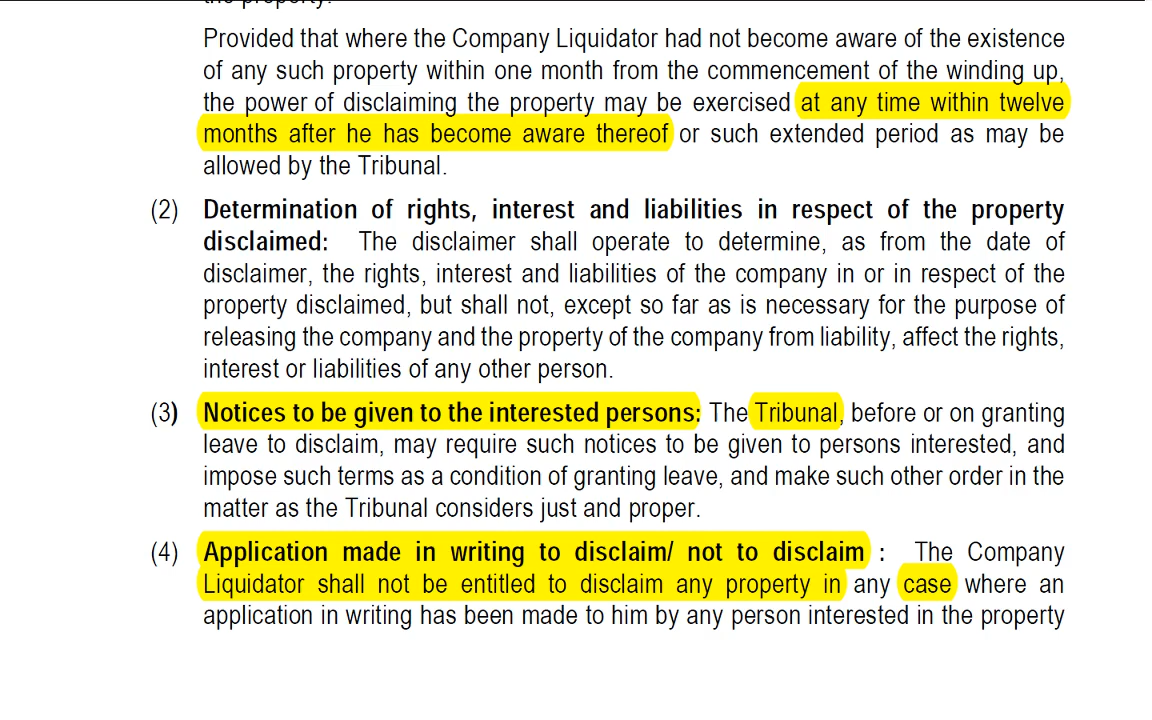 the property.
Provided that where the Company Liquidator had not become aware of the existence
of any such property within one month from the commencement of the winding up,
the power of disclaiming the property may be exercised at any time within twelve
months after he has become aware thereof or such extended period as may be
allowed by the Tribunal.
(2) Determination of rights, interest and liabilities in respect of the property
disclaimed: The disclaimer shall operate to determine, as from the date of
disclaimer, the rights, interest and liabilities of the company in or in respect of the
property disclaimed, but shall not, except so far as is necessary for the purpose of
releasing the company and the property of the company from liability, affect the rights,
interest or liabilities of any other person.
(3) Notices to be given to the interested persons: The Tribunal, before or on granting
leave to disclaim, may require such notices to be given to persons interested, and
impose such terms as a condition of granting leave, and make such other order in the
matter as the Tribunal considers just and proper.
(4) Application made in writing to disclaim/ not to disclaim : The Company
Liquidator shall not be entitled to disclaim any property in any case where an
application in writing has been made to him by any person interested in the property